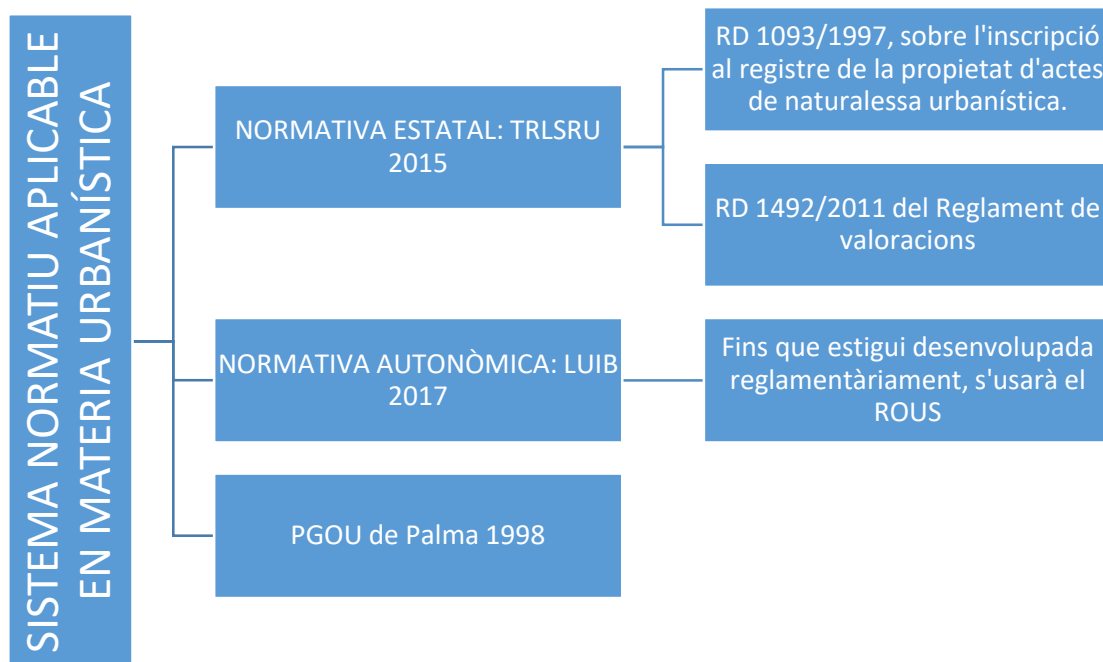 SISTEMA NORMATIU APLICABLE
EN MATERIA URBANÍSTICA
NORMATIVA ESTATAL: TRLSRU
2015
RD 1093/1997, sobre l'inscripció
al registre de la propietat d'actes
de naturalessa urbanística.
RD 1492/2011 del Reglament de
valoracions
NORMATIVA AUTONÒMICA: LUIB
2017
Fins que estigui desenvolupada
reglamentàriament, s'usarà el
ROUS
PGOU de Palma 1998